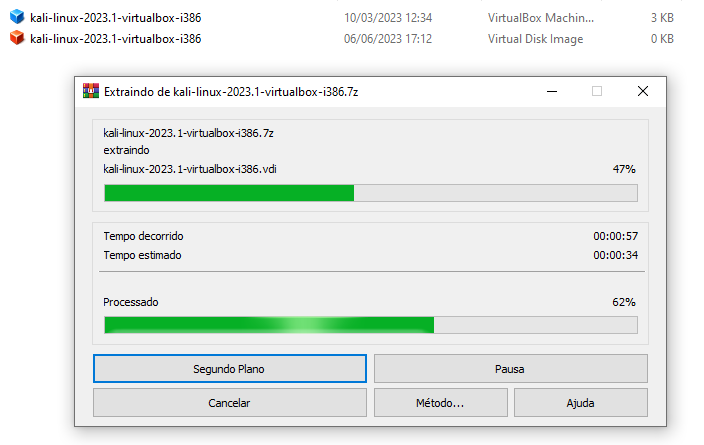 kali-linux-2023.1-virtualbox-i386 10/03/2023 12:34 VirtualBox Machin... 3 KB
kali-linux-2023.1-virtualbox-i386 06/06/2023 17:12 Virtual Disk Image 0 KB
Extraindo de kali-linux-2023.1-virtualbox-i386.7z
kali-linux-2023.1-virtualbox-i386.7z
extraindo
kali-linux-2023.1-virtualbox-i386.vdi 47%
Tempo decorrido 00:00:57
Tempo estimado 00:00:34
Processado 62%
Segundo Plano Pausa
Cancelar Método... Ajuda